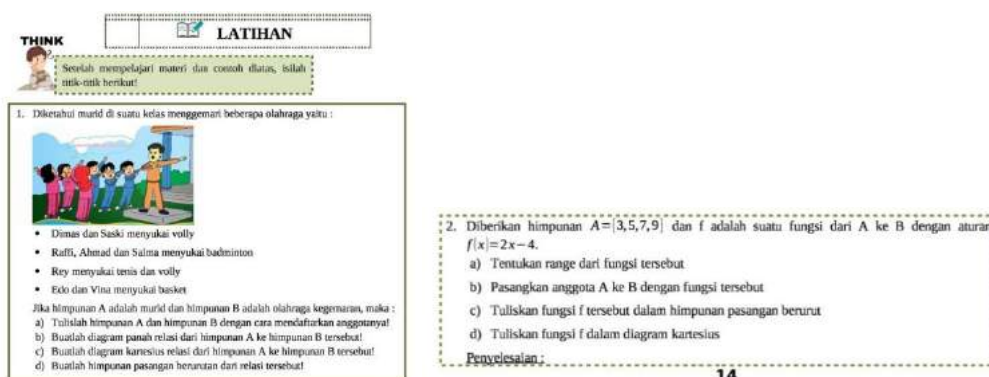 LATIHAN
THINK
Setelah mempelajari materi dan contoh diatas, isilah
titik-titik berikut!
1. Diketahui murid di suatu kelas menggemari beberapa olahraga yaitu :
• Dimas dan Saski menyukai volly
• Raffi, Ahmad dan Salma menyukai badminton
• Rey menyukai tenis dan volly
• Edo dan Vina menyukai basket
Jika himpunan A adalah murid dan himpunan B adalah olahraga kegemaran, maka :
a) Tulislah himpunan A dan himpunan B dengan cara mendaftarkan anggotanya!
b) Buatlah diagram panah relasi dari himpunan A ke himpunan B tersebut!
c) Buatlah diagram kartesius relasi dari himpunan A ke himpunan B tersebut!
d) Buatlah himpunan pasangan berurutan dari relasi tersebut!
2. Diberikan himpunan A={3,5,7,9} dan f adalah suatu fungsi dari A ke B dengan aturan
f(x)=2x−4.
a) Tentukan range dari fungsi tersebut
b) Pasangkan anggota A ke B dengan fungsi tersebut
c) Tuliskan fungsi f tersebut dalam himpunan pasangan berurut
d) Tuliskan fungsi f dalam diagram kartesius
Penyelesaian :
14